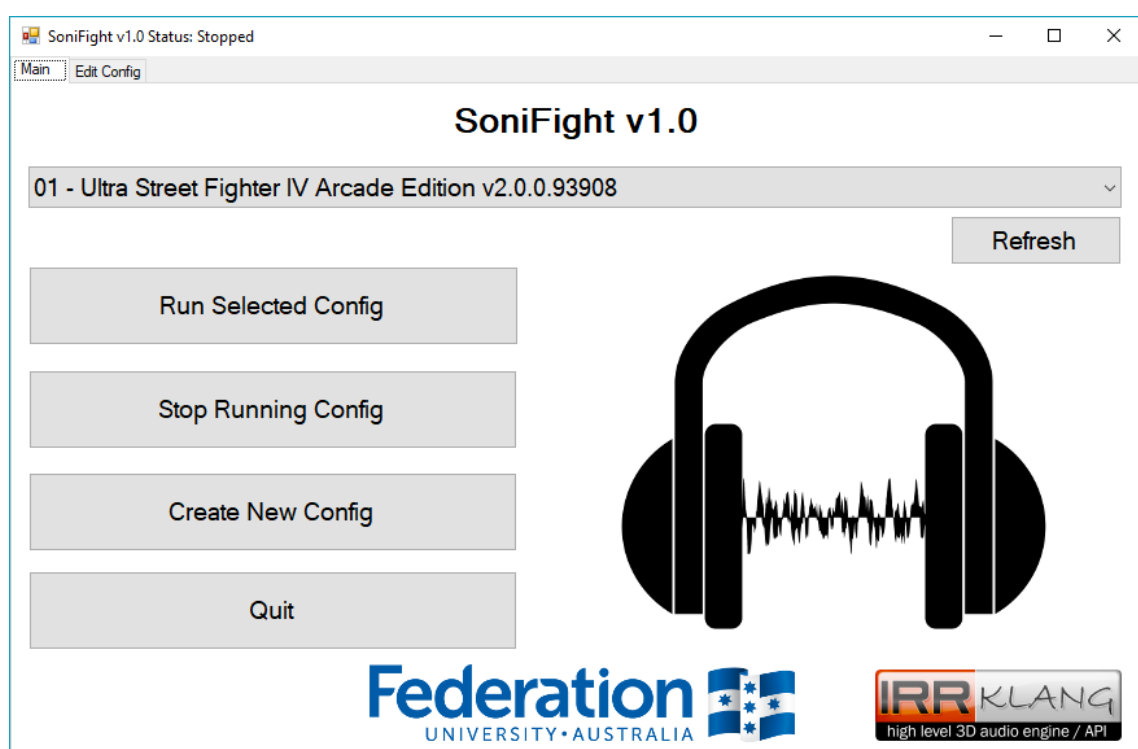 SoniFight v1.0 Status: Stopped
Main Edit Config
SoniFight v1.0
01 - Ultra Street Fighter IV Arcade Edition v2.0.0.93908
Refresh
Run Selected Config
Stop Running Config
Create New Config
Quit
Federation
UNIVERSITY•AUSTRALIA
IRRKLANG
high level 3D audio engine / API